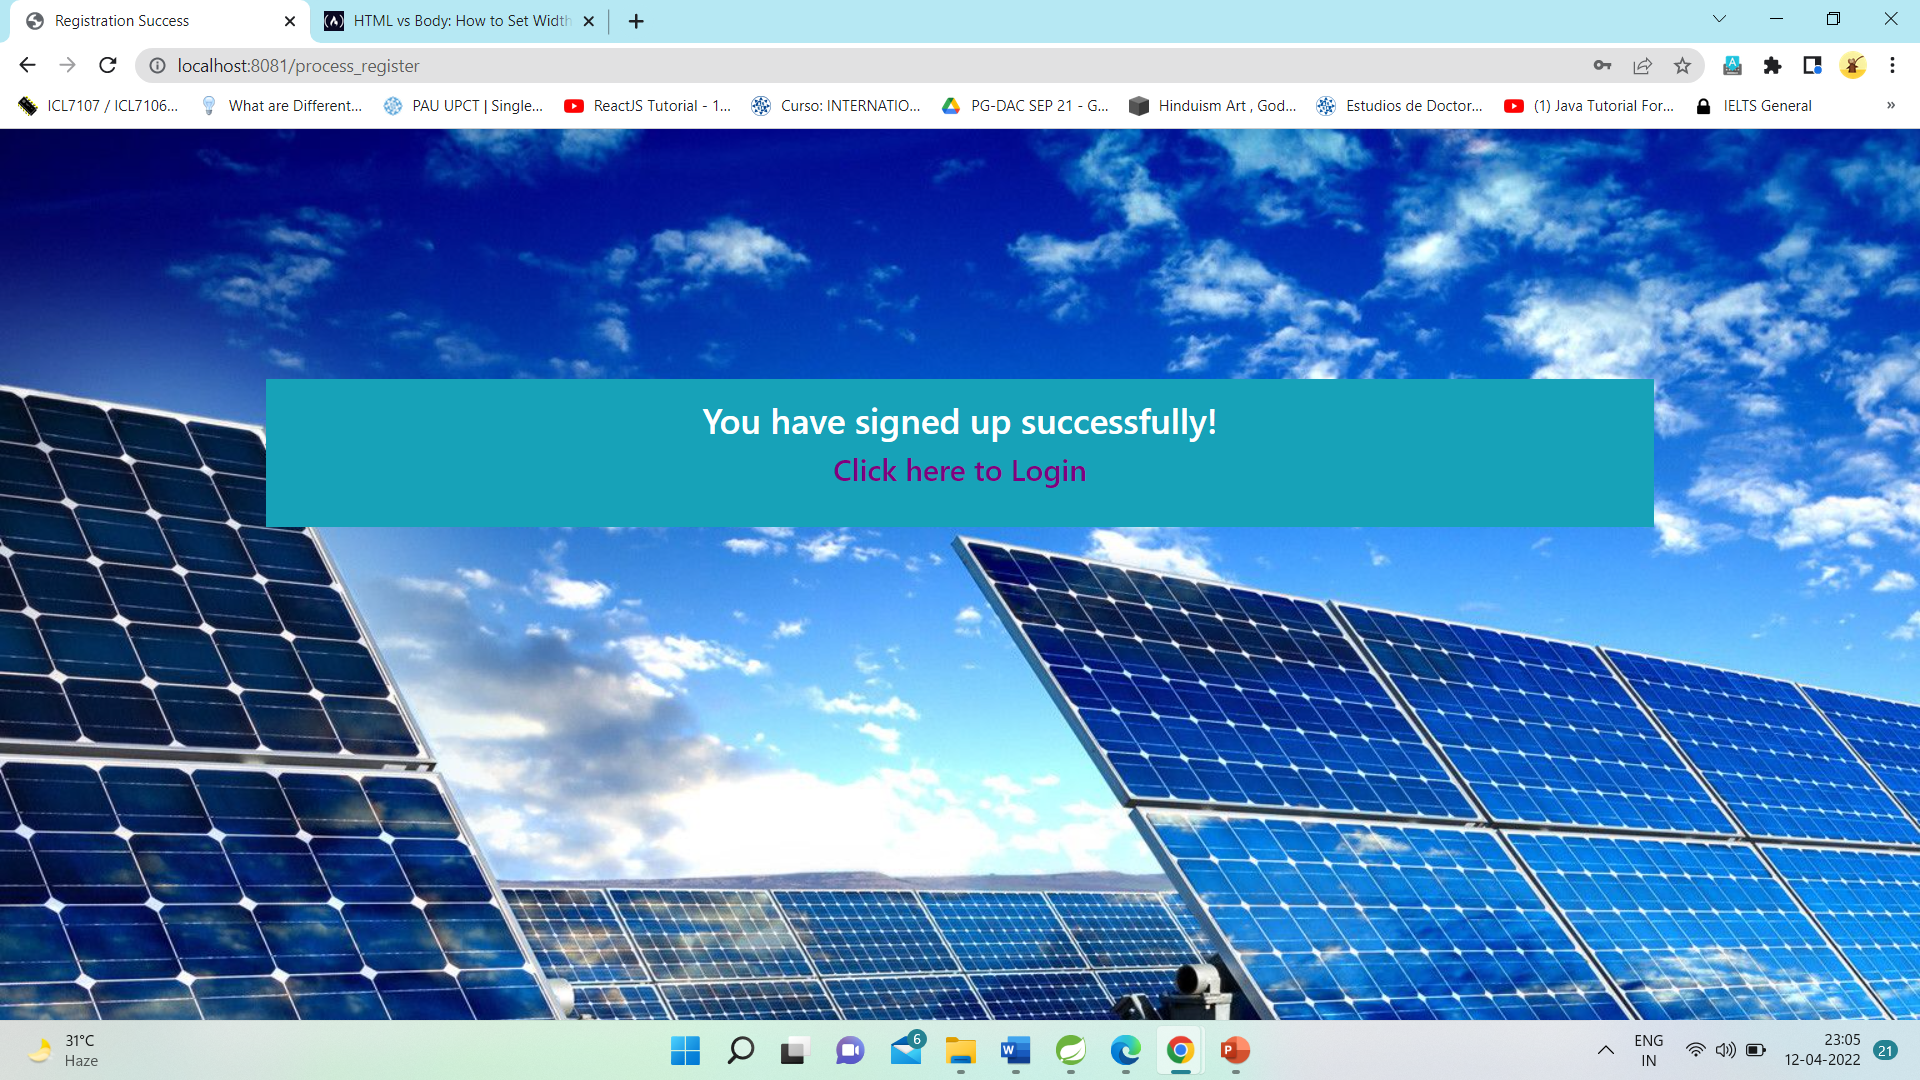 Registration Success
HTML vs Body: How to Set Width
localhost:8081/process_register
ICL7107 / ICL7106...
What are Different...
PAU UPCT | Single...
ReactJS Tutorial - 1...
Curso: INTERNATIO...
PG-DAC SEP 21 - G...
Hinduism Art , God...
Estudios de Doctor...
(1) Java Tutorial For...
IELTS General
»
You have signed up successfully!
Click here to Login
31°C
Haze
6
ENG
IN
23:05
12-04-2022
21